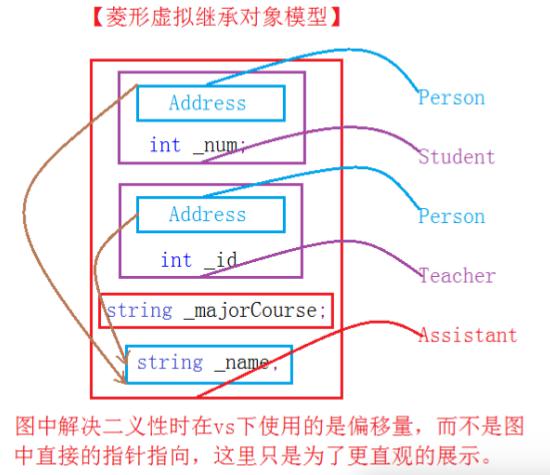 【菱形虚拟继承对象模型】
Address
Person
int _num;
Student
Address
Person
int _id
Teacher
string _majorCourse;
Assistant
string _name;
图中解决二义性时在vs下使用的是偏移量，而不是图
中直接的指针指向，这里只是为了更直观的展示。